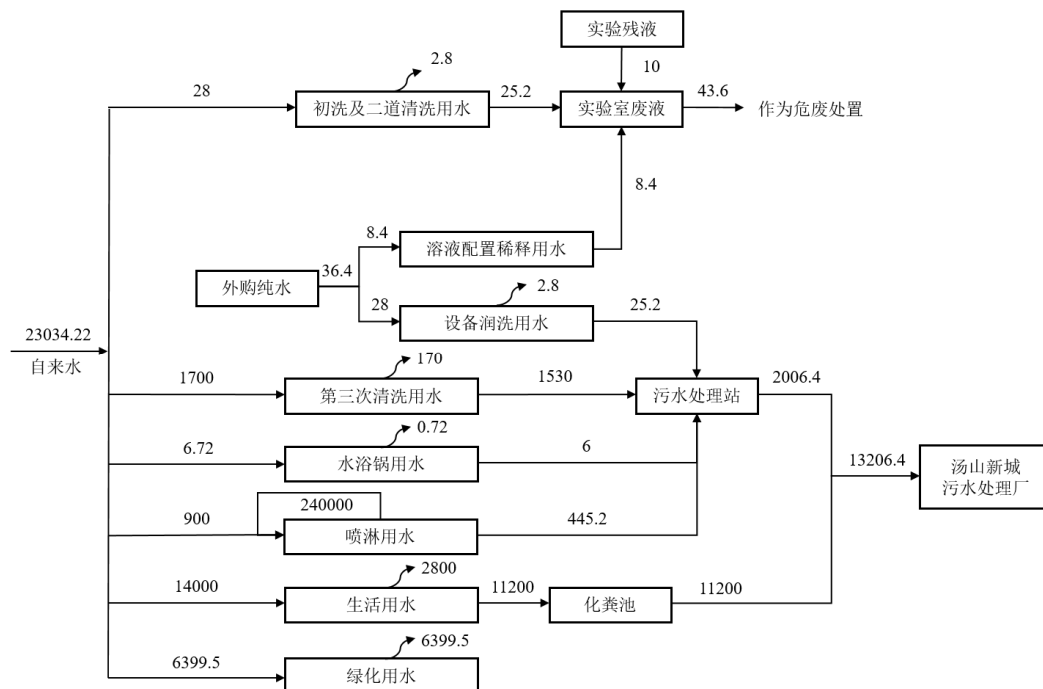 实验残液
2.8
10
28
初洗及二道清洗用水
25.2
实验室废液
43.6
作为危废处置
8.4
8.4
溶液配置稀释用水
外购纯水
36.4
2.8
28
设备润洗用水
25.2
23034.22
自来水
170
1700
第三次清洗用水
1530
污水处理站
2006.4
0.72
6.72
水浴锅用水
6
13206.4
汤山新城
污水处理厂
240000
900
喷淋用水
445.2
2800
14000
生活用水
11200
化粪池
11200
6399.5
6399.5
绿化用水